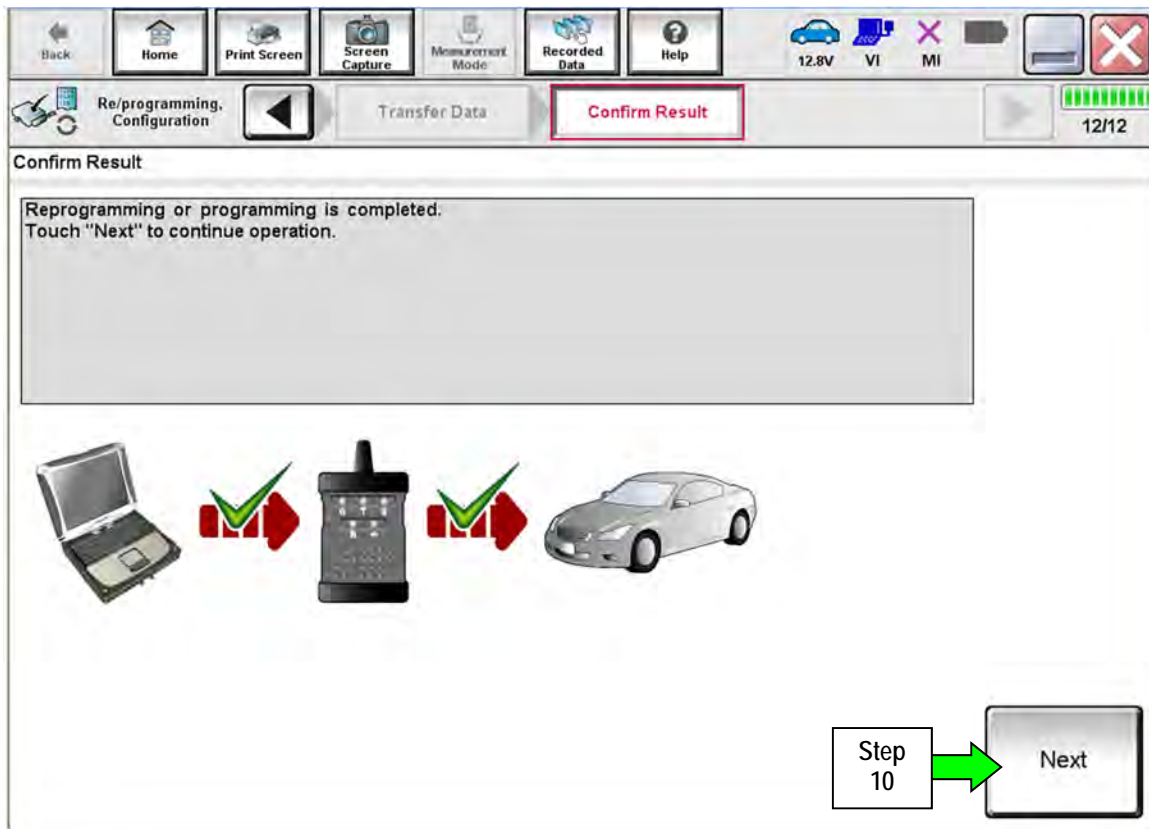 Back
Home
Print Screen
Screen
Capture
Measurement
Mode
Recorded
Data
Help
12.8V
VI
MI
Re/programming,
Configuration
Transfer Data
Confirm Result
12/12
Confirm Result
Reprogramming or programming is completed.
Touch "Next" to continue operation.
Step
10
Next